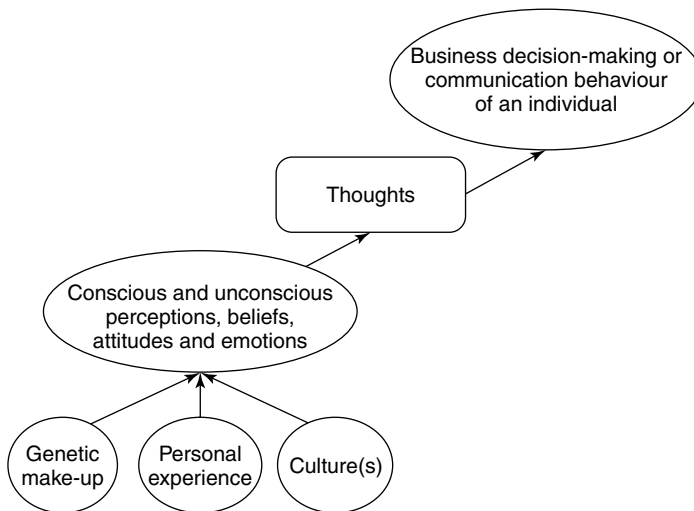 Business decision-making or
communication behaviour
of an individual
Thoughts
Conscious and unconscious
perceptions, beliefs,
attitudes and emotions
Genetic
make-up
Personal
experience
Culture(s)